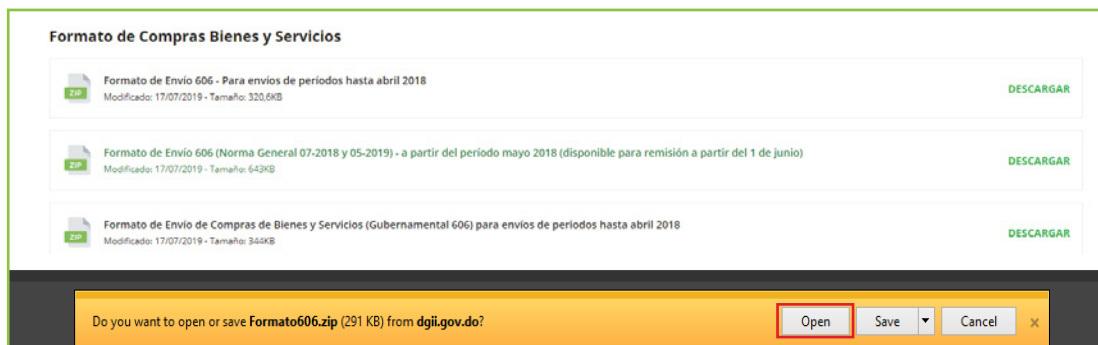 Formato de Compras Bienes y Servicios
Formato de Envío 606 - Para envíos de períodos hasta abril 2018
ZIP
Modificado: 17/07/2019 - Tamaño: 320,6KB
DESCARGAR
Formato de Envío 606 (Norma General 07-2018 y 05-2019) - a partir del período mayo 2018 (disponible para remisión a partir del 1 de junio)
ZIP
Modificado: 17/07/2019 - Tamaño: 643KB
DESCARGAR
Formato de Envío de Compras de Bienes y Servicios (Gubernamental 606) para envíos de períodos hasta abril 2018
ZIP
Modificado: 17/07/2019 - Tamaño: 344KB
DESCARGAR
Do you want to open or save Formato606.zip (291 KB) from dgii.gov.do?
Open
Save
Cancel